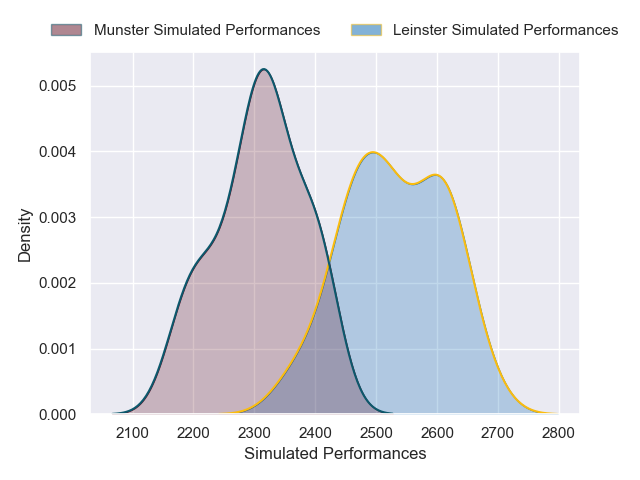 Munster Simulated Performances Leinster Simulated Performances
0.005
0.004
0.003
0.002
0.001
0.000
Density
2100 2200 2300 2400 2500 2600 2700 2800
Simulated Performances